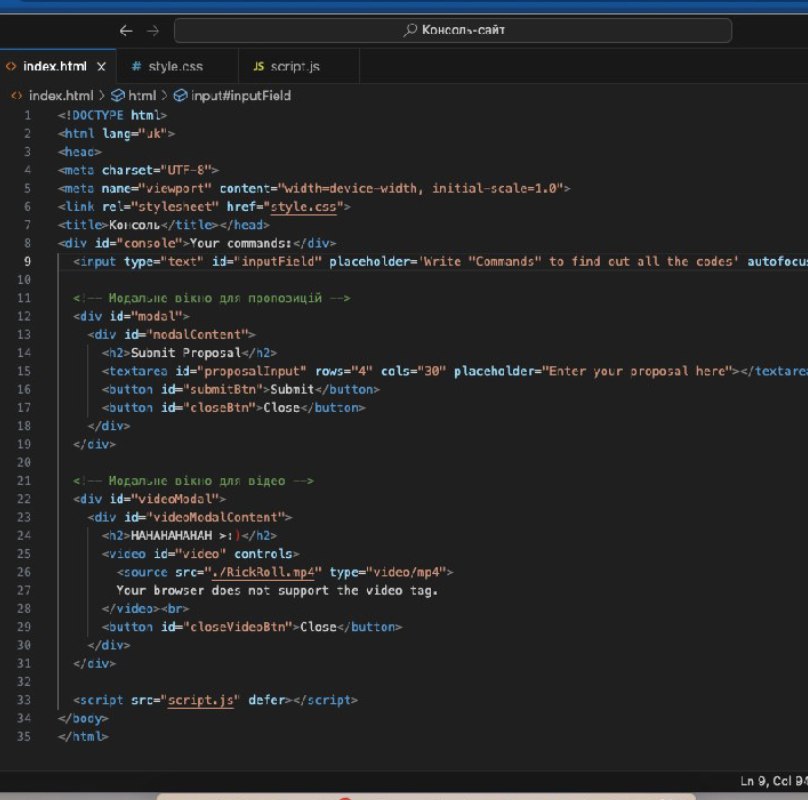 Консоль-сайт
index.html
style.css
script.js
index.html > html > input#inputField
1 <!DOCTYPE html>
2 <html lang="uk">
3 <head>
4 <meta charset="UTF-8">
5 <meta name="viewport" content="width=device-width, initial-scale=1.0">
6 <link rel="stylesheet" href="style.css">
7 <title>Консоль</title></head>
8 <div id="console">Your commands:</div>
9 <input type="text" id="inputField" placeholder='Write "Commands" to find out all the codes' autofocus
10
11 <!-- Модальне вікно для пропозицій -->
12 <div id="modal">
13 <div id="modalContent">
14 <h2>Submit Proposal</h2>
15 <textarea id="proposalInput" rows="4" cols="30" placeholder="Enter your proposal here"></textarea
16 <button id="submitBtn">Submit</button>
17 <button id="closeBtn">Close</button>
18 </div>
19 </div>
20
21 <!-- Модальне вікно для відео -->
22 <div id="videoModal">
23 <div id="videoModalContent">
24 <h2>HAHAHAHAHAH >:)</h2>
25 <video id="video" controls>
26 <source src="./RickRoll.mp4" type="video/mp4">
27 Your browser does not support the video tag.
28 </video><br>
29 <button id="closeVideoBtn">Close</button>
30 </div>
31 </div>
32
33 <script src="script.js" defer></script>
34 </body>
35 </html>
Ln 9, Col 94